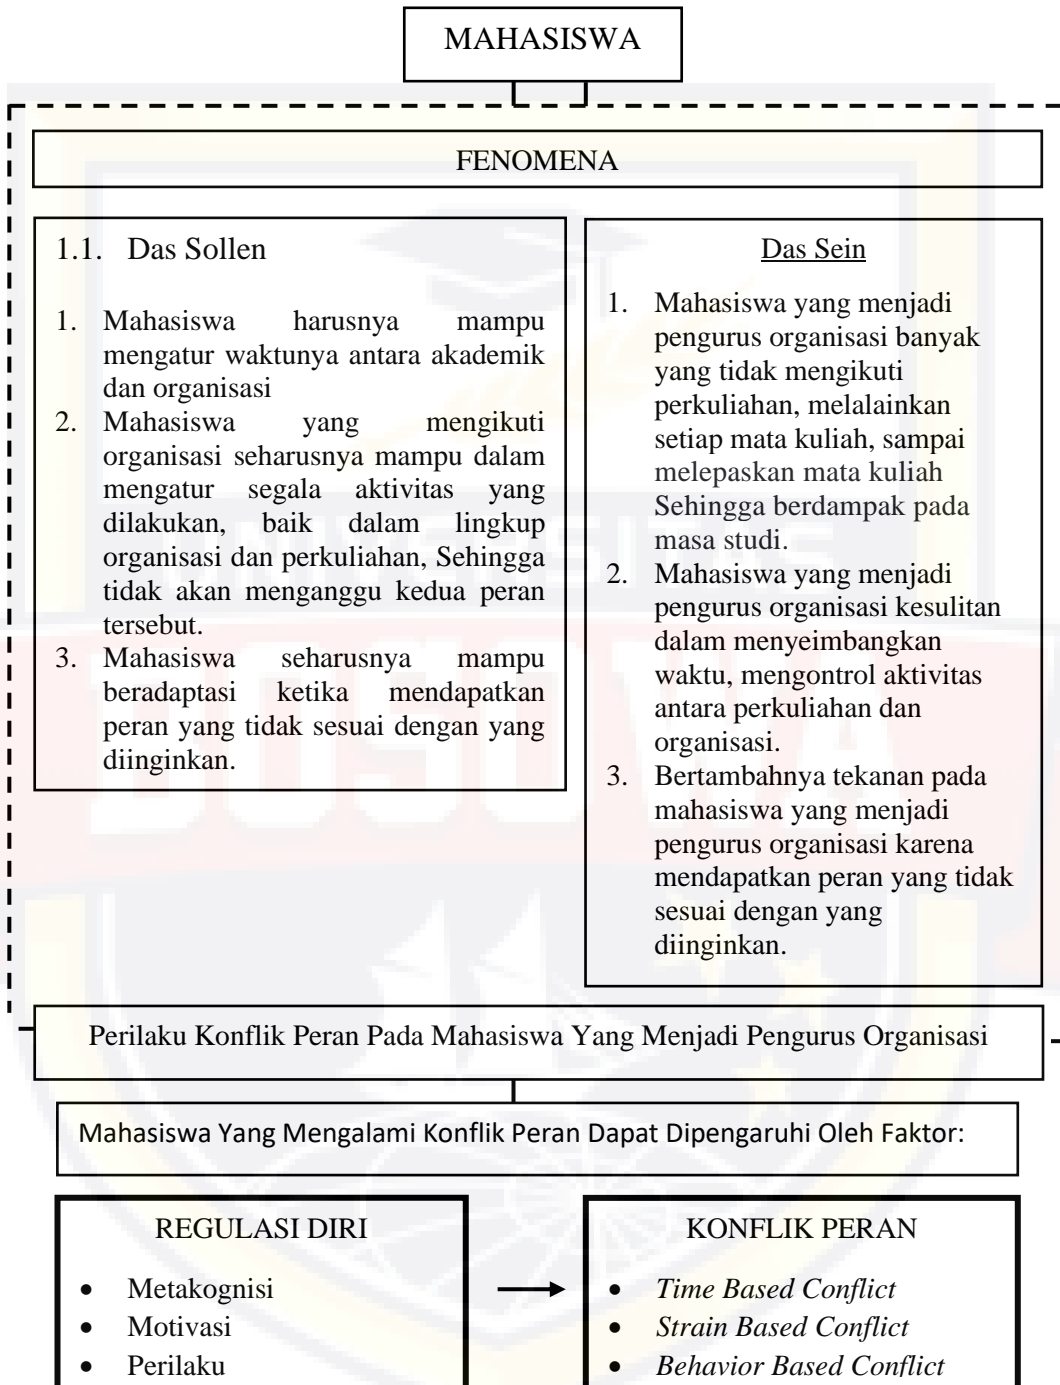 MAHASISWA
FENOMENA
1.1. Das Sollen
1. Mahasiswa harusnya mampu
mengatur waktunya antara akademik
dan organisasi
2. Mahasiswa yang mengikuti
organisasi seharusnya mampu dalam
mengatur segala aktivitas yang
dilakukan, baik dalam lingkup
organisasi dan perkuliahan, Sehingga
tidak akan menganggu kedua peran
tersebut.
3. Mahasiswa seharusnya mampu
beradaptasi ketika mendapatkan
peran yang tidak sesuai dengan yang
diinginkan.
Das Sein
1. Mahasiswa yang menjadi
pengurus organisasi banyak
yang tidak mengikuti
perkuliahan, melalainkan
setiap mata kuliah, sampai
melepaskan mata kuliah
Sehingga berdampak pada
masa studi.
2. Mahasiswa yang menjadi
pengurus organisasi kesulitan
dalam menyeimbangkan
waktu, mengontrol aktivitas
antara perkuliahan dan
organisasi.
3. Bertambahnya tekanan pada
mahasiswa yang menjadi
pengurus organisasi karena
mendapatkan peran yang tidak
sesuai dengan yang
diinginkan.
UNIVERSITAS
BOSOWA
Perilaku Konflik Peran Pada Mahasiswa Yang Menjadi Pengurus Organisasi
Mahasiswa Yang Mengalami Konflik Peran Dapat Dipengaruhi Oleh Faktor:
REGULASI DIRI
• Metakognisi
• Motivasi
• Perilaku
KONFLIK PERAN
• Time Based Conflict
• Strain Based Conflict
• Behavior Based Conflict